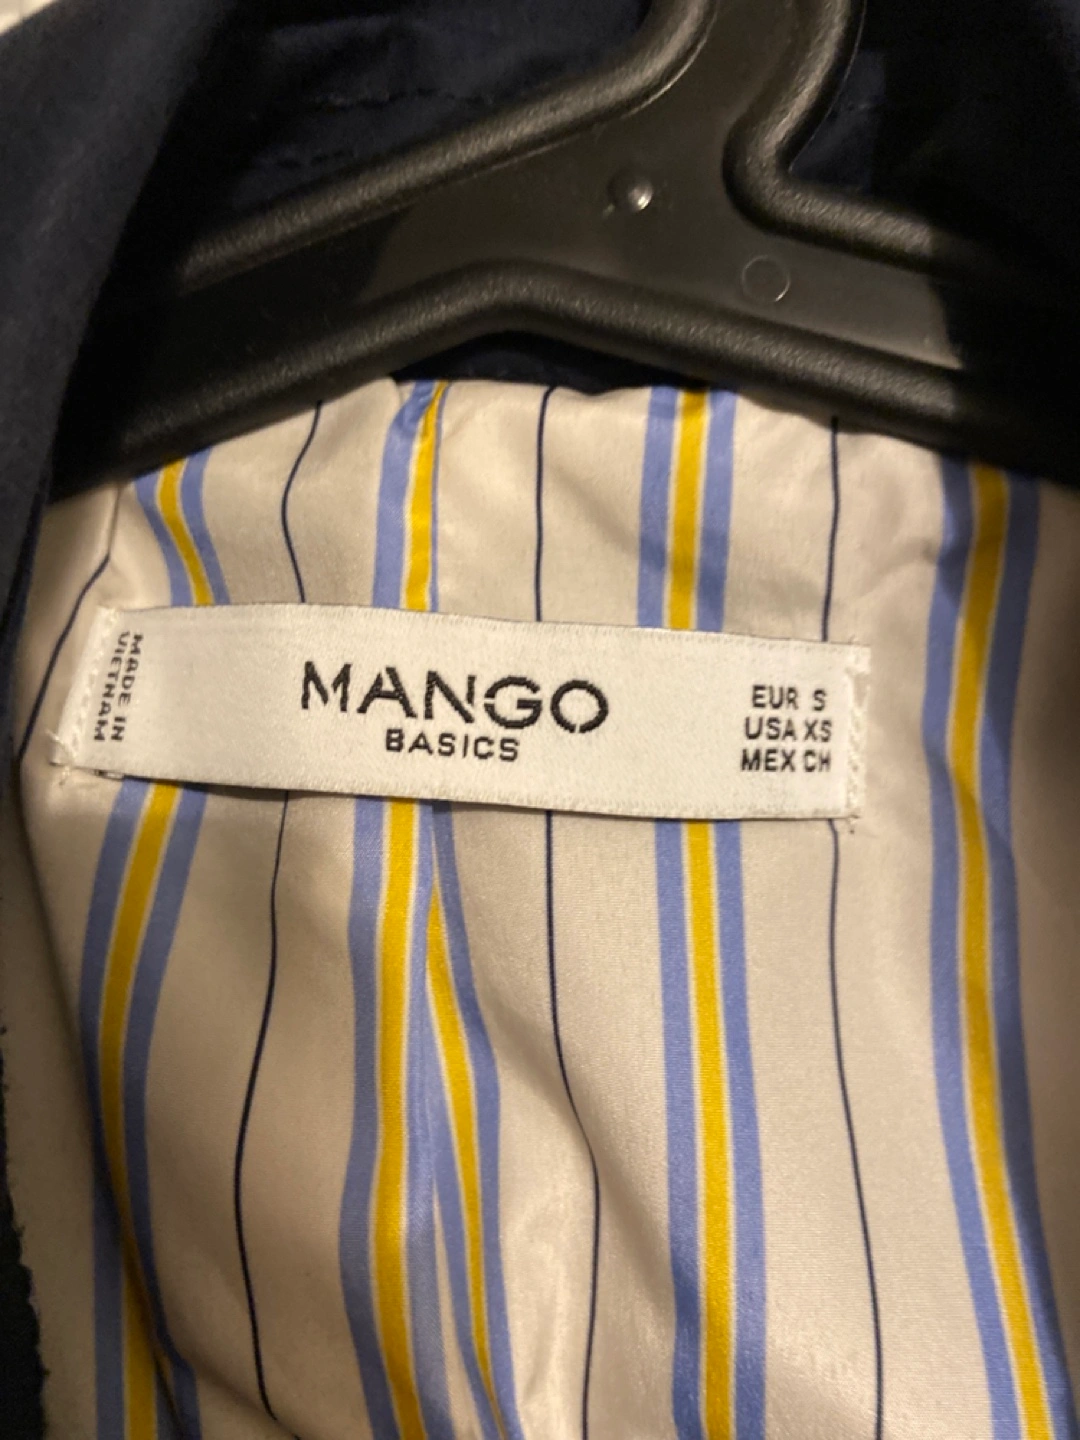 MADE IN
VIETNAM
MANGO
BASICS
EUR S
USA XS
MEX CH